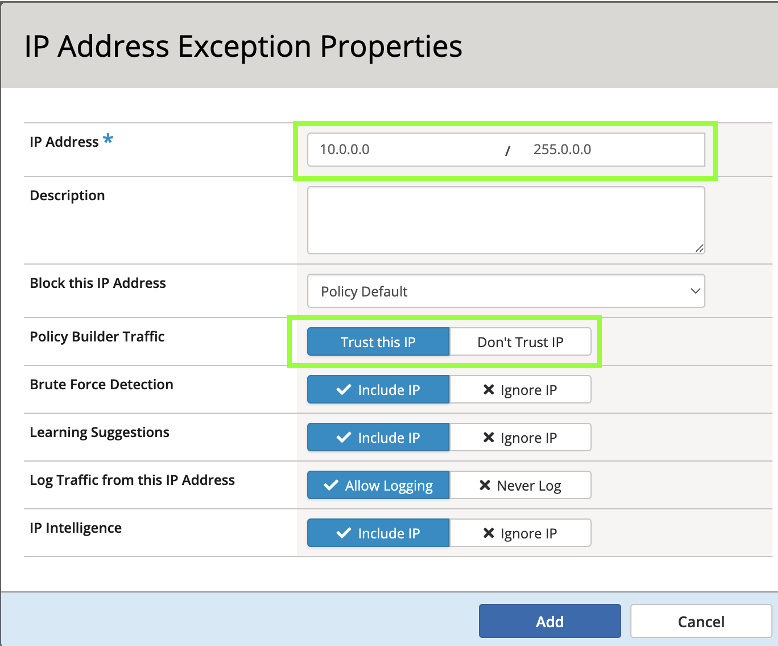 IP Address Exception Properties
IP Address *
10.0.0.0 / 255.0.0.0
Description
Block this IP Address
Policy Default
Policy Builder Traffic
Trust this IP Don't Trust IP
Brute Force Detection
Include IP Ignore IP
Learning Suggestions
Include IP Ignore IP
Log Traffic from this IP Address
Allow Logging Never Log
IP Intelligence
Include IP Ignore IP
Add Cancel